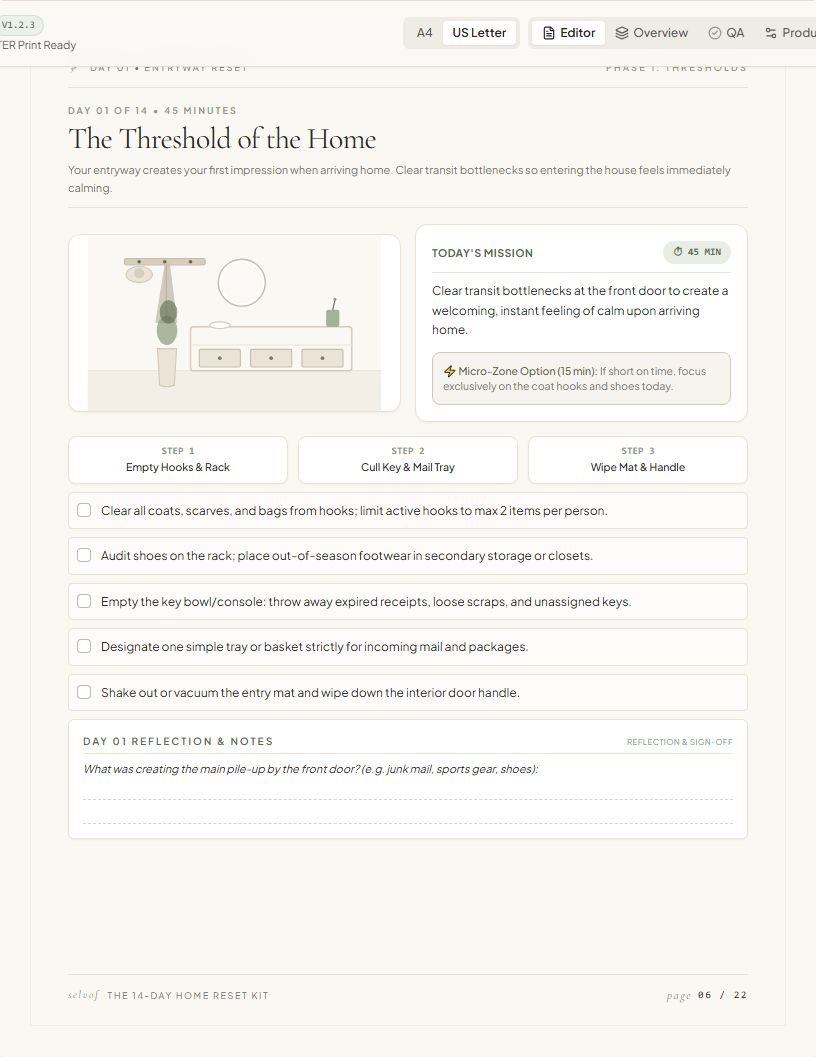 V1.2.3
TER Print Ready
A4 US Letter Editor Overview QA Produ
DAY 01 • ENTRYWAY RESET PHASE 1: THRESHOLDS
DAY 01 OF 14 • 45 MINUTES
The Threshold of the Home
Your entryway creates your first impression when arriving home. Clear transit bottlenecks so entering the house feels immediately
calming.
TODAY'S MISSION
⏱ 45 MIN
Clear transit bottlenecks at the front door to create a
welcoming, instant feeling of calm upon arriving
home.
⚡ Micro-Zone Option (15 min): If short on time, focus
exclusively on the coat hooks and shoes today.
STEP 1
Empty Hooks & Rack
STEP 2
Cull Key & Mail Tray
STEP 3
Wipe Mat & Handle
Clear all coats, scarves, and bags from hooks; limit active hooks to max 2 items per person.
Audit shoes on the rack; place out-of-season footwear in secondary storage or closets.
Empty the key bowl/console: throw away expired receipts, loose scraps, and unassigned keys.
Designate one simple tray or basket strictly for incoming mail and packages.
Shake out or vacuum the entry mat and wipe down the interior door handle.
DAY 01 REFLECTION & NOTES
REFLECTION & SIGN-OFF
What was creating the main pile-up by the front door? (e.g. junk mail, sports gear, shoes):
selvof THE 14-DAY HOME RESET KIT
page 06 / 22